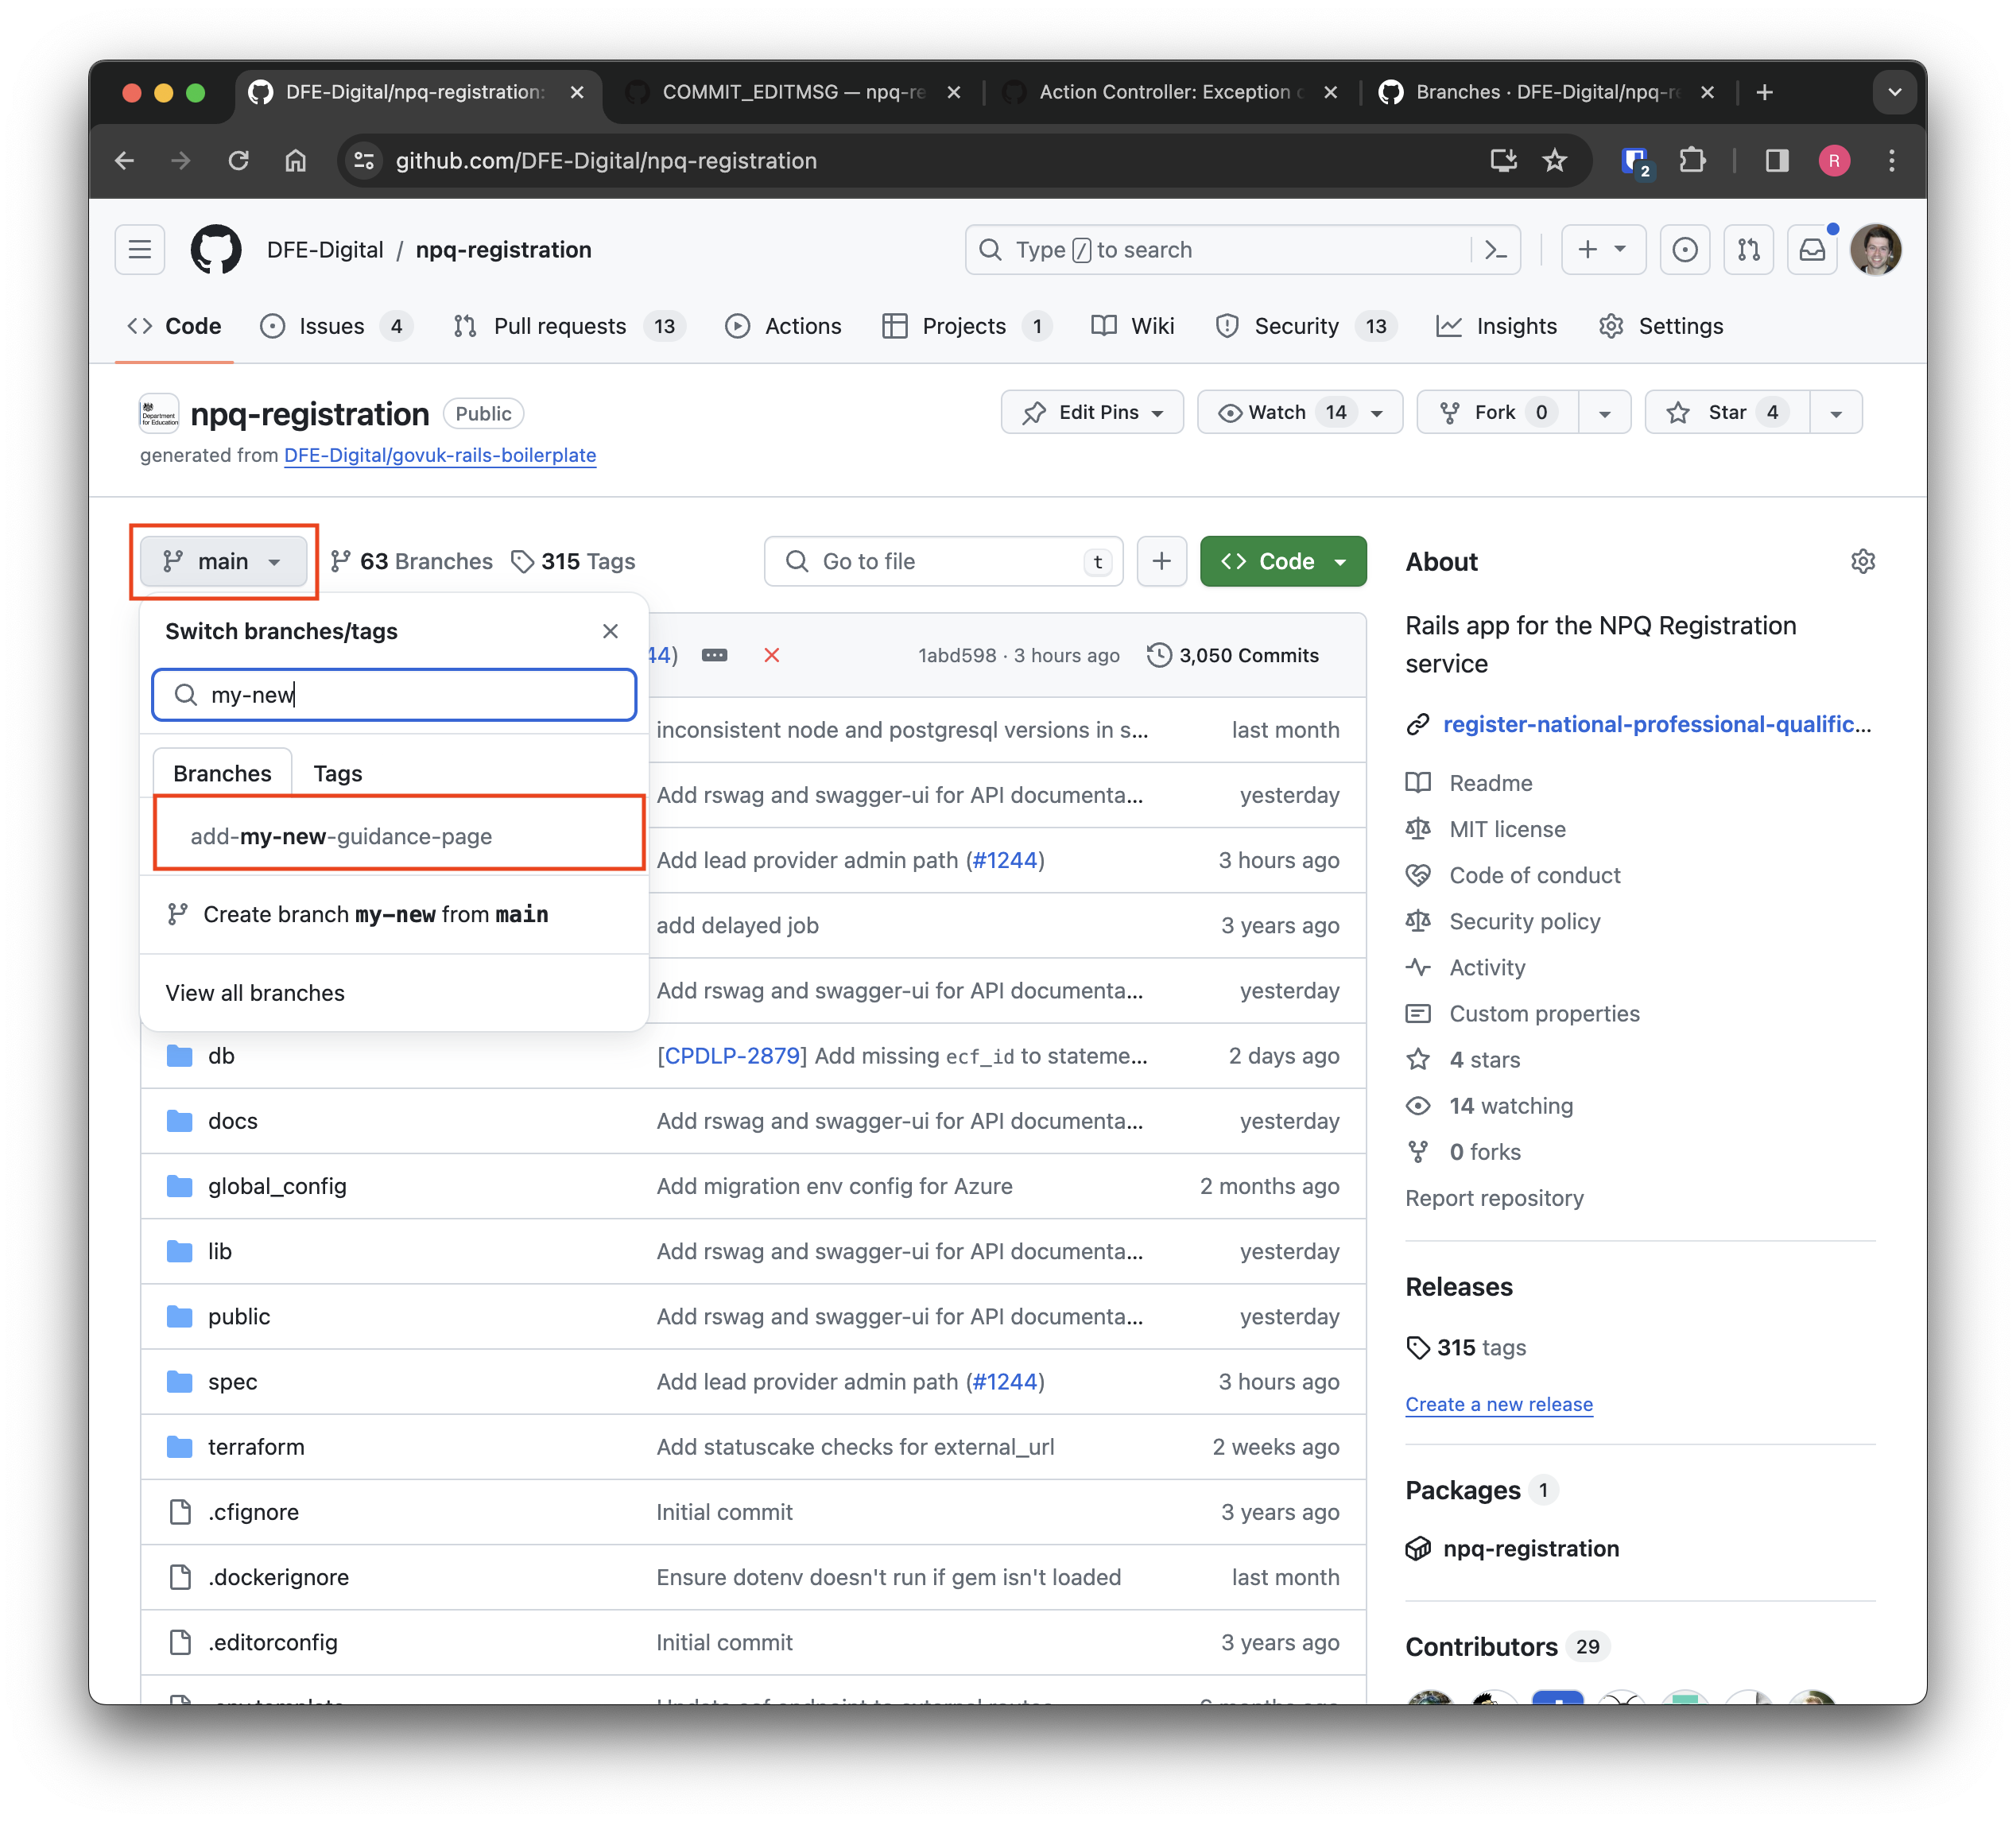 DFE-Digital/npq-registration:
COMMIT_EDITMSG — npq-re
Action Controller: Exception c
Branches · DFE-Digital/npq-r
github.com/DFE-Digital/npq-registration
2
R
DFE-Digital / npq-registration
Type / to search
Code
Issues 4
Pull requests 13
Actions
Projects 1
Wiki
Security 13
Insights
Settings
Department for Education
npq-registration Public
generated from DFE-Digital/govuk-rails-boilerplate
Edit Pins
Watch 14
Fork 0
Star 4
main
63 Branches
315 Tags
Go to file t
Code
Switch branches/tags
my-new
Branches Tags
add-my-new-guidance-page
Create branch my-new from main
View all branches
44)
1abd598 · 3 hours ago
3,050 Commits
inconsistent node and postgresql versions in s... last month
Add rswag and swagger-ui for API documenta... yesterday
Add lead provider admin path (#1244) 3 hours ago
add delayed job 3 years ago
Add rswag and swagger-ui for API documenta... yesterday
db [CPDLP-2879] Add missing ecf_id to stateme... 2 days ago
docs Add rswag and swagger-ui for API documenta... yesterday
global_config Add migration env config for Azure 2 months ago
lib Add rswag and swagger-ui for API documenta... yesterday
public Add rswag and swagger-ui for API documenta... yesterday
spec Add lead provider admin path (#1244) 3 hours ago
terraform Add statuscake checks for external_url 2 weeks ago
.cfignore Initial commit 3 years ago
.dockerignore Ensure dotenv doesn't run if gem isn't loaded last month
.editorconfig Initial commit 3 years ago
About
Rails app for the NPQ Registration
service
register-national-professional-qualific...
Readme
MIT license
Code of conduct
Security policy
Activity
Custom properties
4 stars
14 watching
0 forks
Report repository
Releases
315 tags
Create a new release
Packages 1
npq-registration
Contributors 29